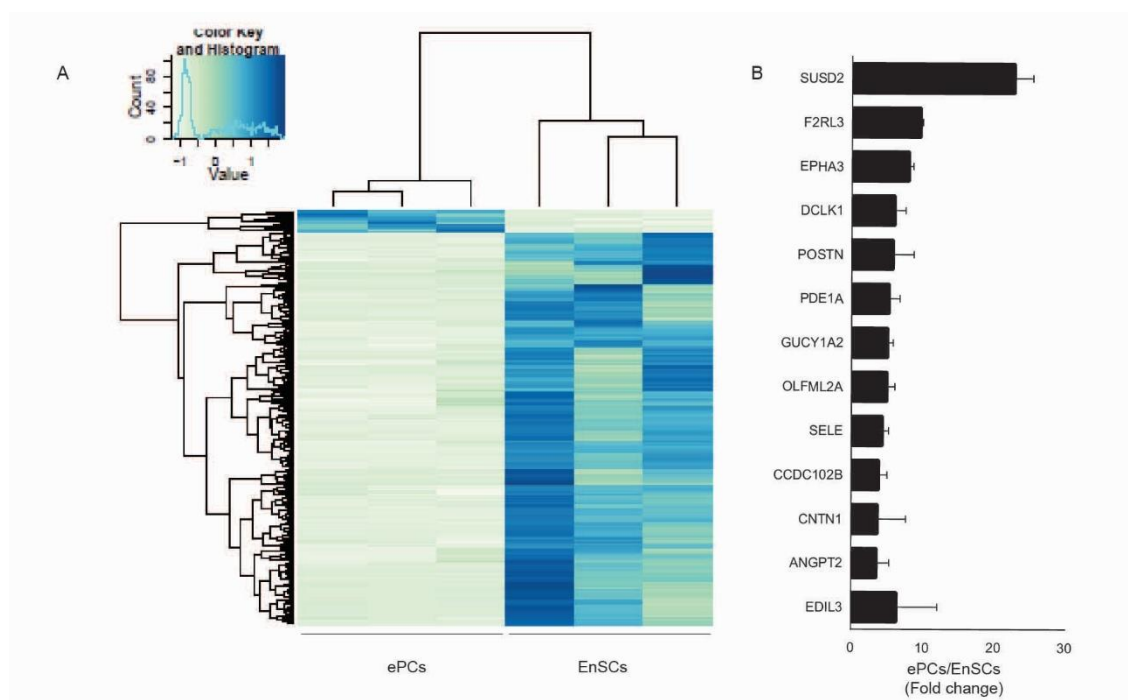 A
Color Key
and Histogram
Count
0 40 80
−1 0 1
Value
ePCs
EnSCs
B
SUSD2
F2RL3
EPHA3
DCLK1
POSTN
PDE1A
GUCY1A2
OLFML2A
SELE
CCDC102B
CNTN1
ANGPT2
EDIL3
0 10 20 30
ePCs/EnSCs
(Fold change)